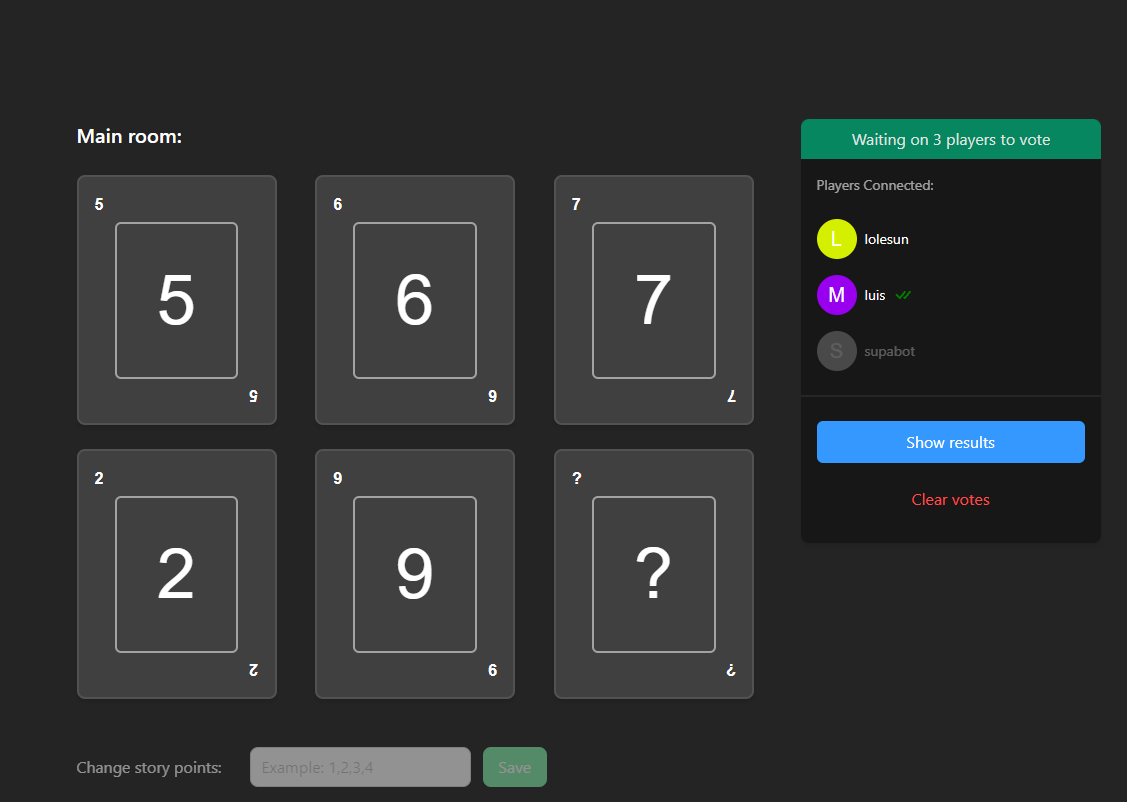 Main room:
5
5
5
6
6
6
7
7
7
2
2
2
9
9
9
?
?
?
Change story points:
Example: 1,2,3,4
Save
Waiting on 3 players to vote
Players Connected:
L
lolesun
M
luis
S
supabot
Show results
Clear votes